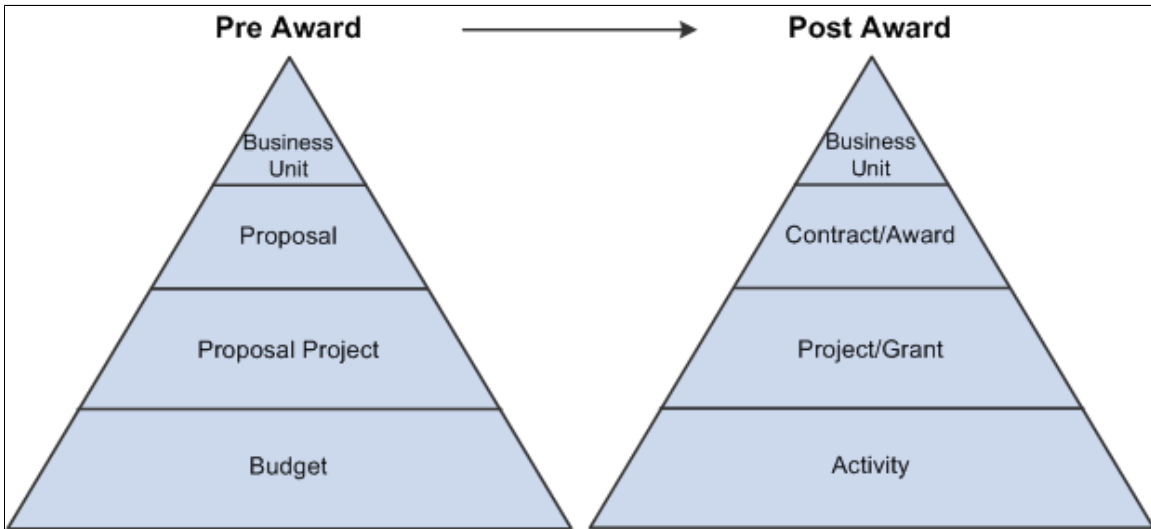 Pre Award
Post Award
Business
Unit
Proposal
Proposal Project
Budget
Business
Unit
Contract/Award
Project/Grant
Activity